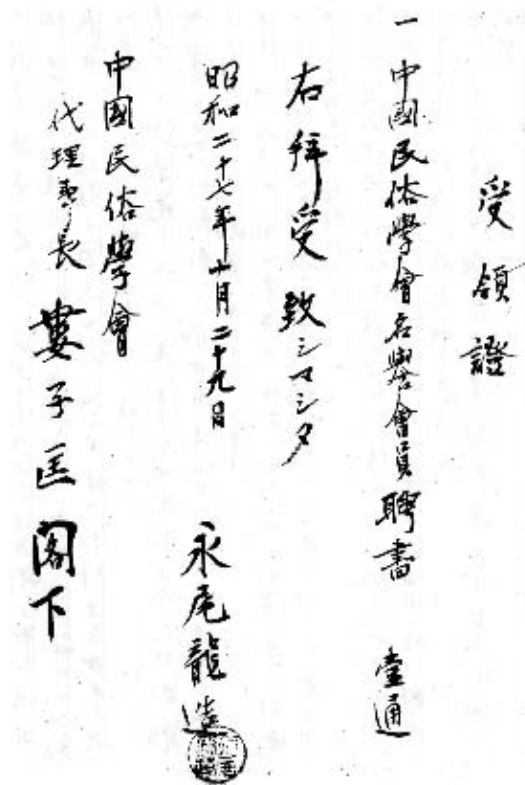 受領證
一 中國民俗學會名譽會員聘書 壹通
右拜受致シマシタ
昭和二十七年十月二十九日
永尾龍造
中國民俗學會
代理事長 婁子匡 閣下